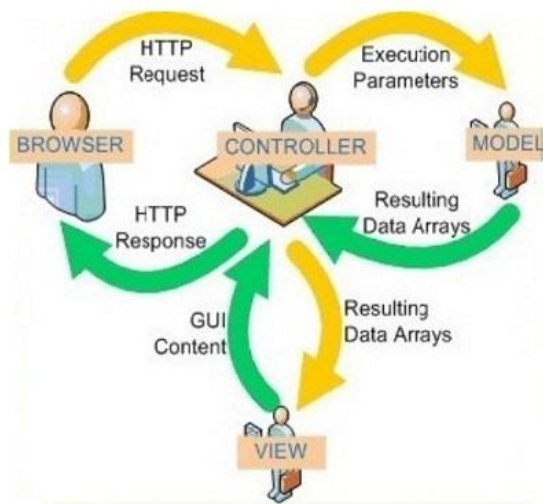 HTTP
Request
Execution
Parameters
BROWSER
CONTROLLER
MODEL
HTTP
Response
Resulting
Data Arrays
GUI
Content
Resulting
Data Arrays
VIEW